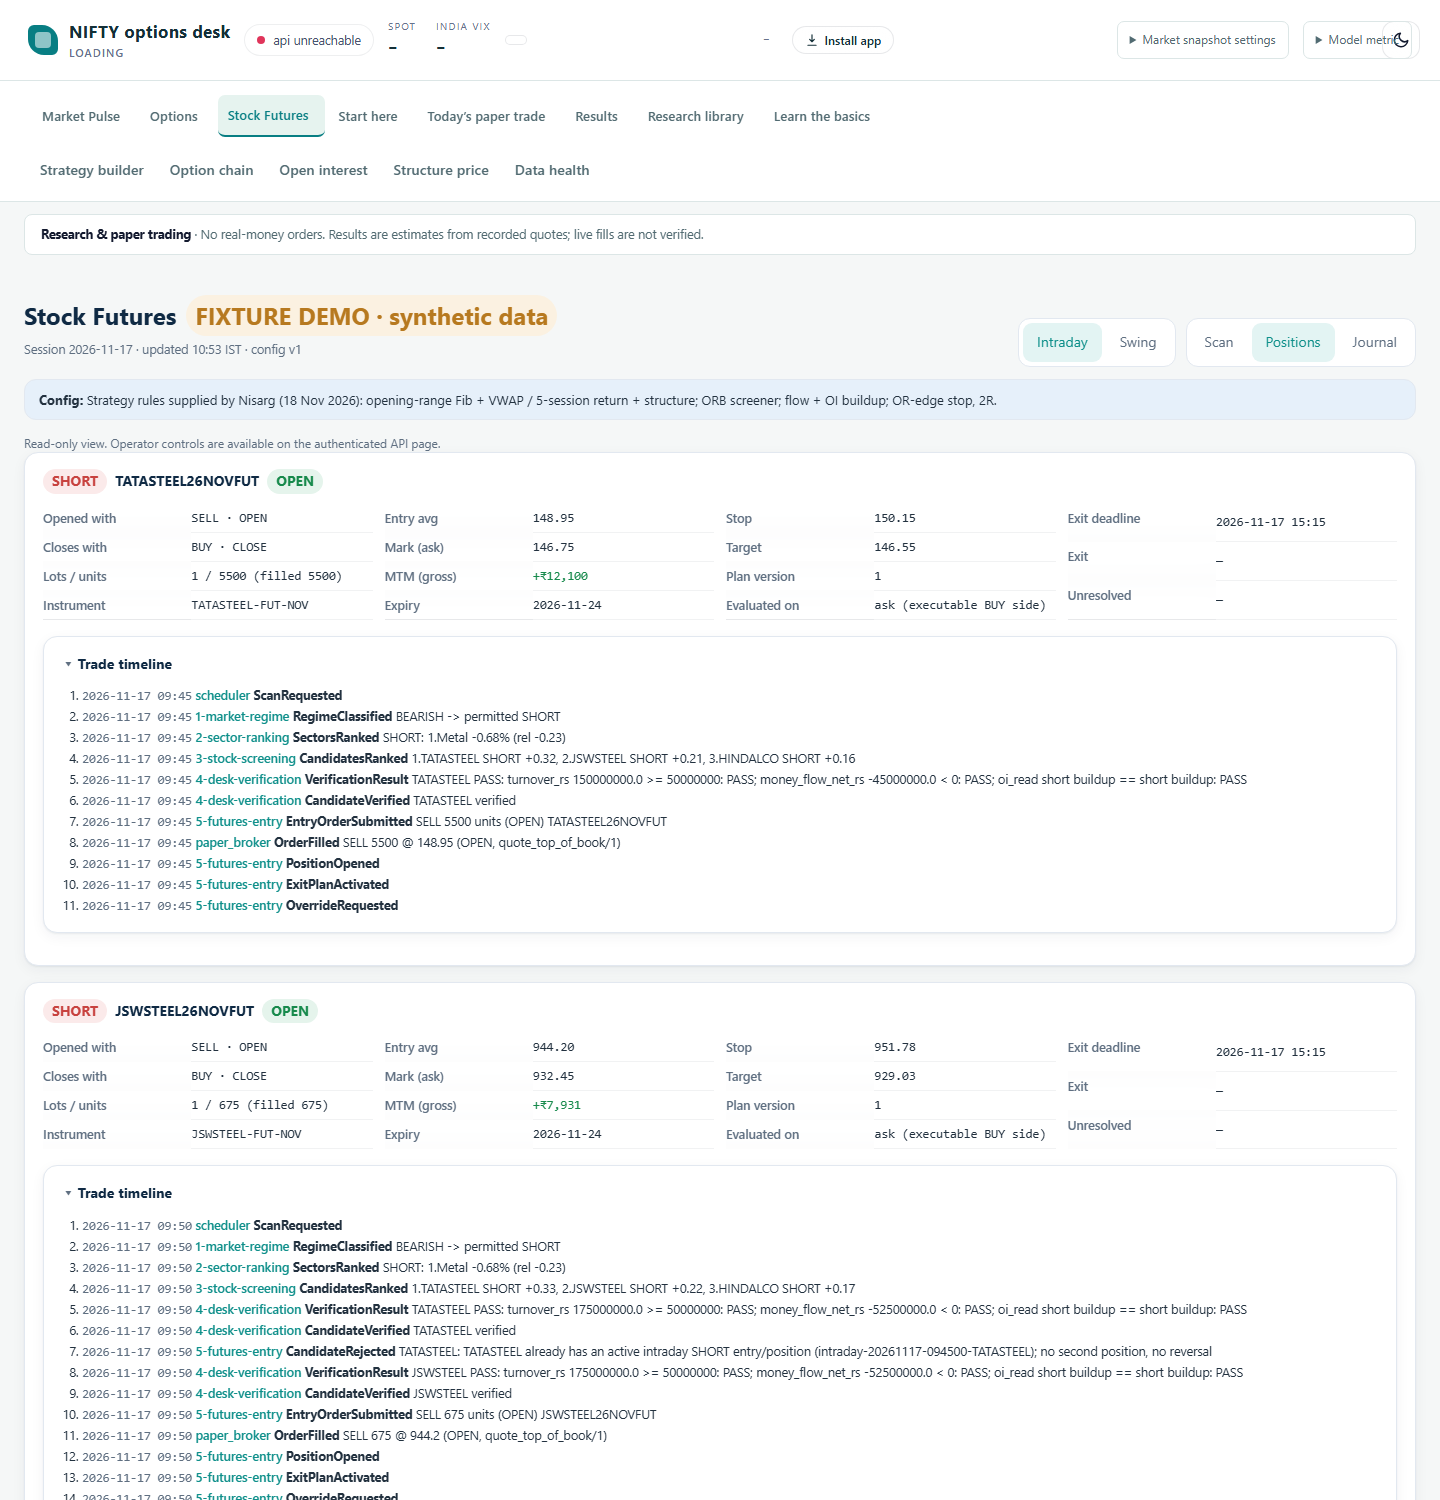 NIFTY options desk
LOADING
api unreachable
SPOT
–
INDIA VIX
–
–
Install app
Market snapshot settings
Market Pulse
Options
Stock Futures
Start here
Today's paper trade
Results
Research library
Learn the basics
Strategy builder
Option chain
Open interest
Structure price
Data health
Research & paper trading · No real-money orders. Results are estimates from recorded quotes; live fills are not verified.
Stock Futures FIXTURE DEMO · synthetic data
Session 2026-11-17 · updated 10:53 IST · config v1
Intraday
Swing
Scan
Positions
Journal
Config: Strategy rules supplied by Nisarg (18 Nov 2026): opening-range Fib + VWAP / 5-session return + structure; ORB screener; flow + OI buildup; OR-edge stop, 2R.
Read-only view. Operator controls are available on the authenticated API page.
SHORT TATASTEEL26NOVFUT OPEN
Opened with SELL · OPEN
Closes with BUY · CLOSE
Lots / units 1 / 5500 (filled 5500)
Instrument TATASTEEL-FUT-NOV
Entry avg 148.95
Mark (ask) 146.75
MTM (gross) +₹12,100
Expiry 2026-11-24
Stop 150.15
Target 146.55
Plan version 1
Evaluated on ask (executable BUY side)
Exit deadline 2026-11-17 15:15
Exit –
Unresolved –
Trade timeline
1. 2026-11-17 09:45 scheduler ScanRequested
2. 2026-11-17 09:45 1-market-regime RegimeClassified BEARISH -> permitted SHORT
3. 2026-11-17 09:45 2-sector-ranking SectorsRanked SHORT: 1.Metal -0.68% (rel -0.23)
4. 2026-11-17 09:45 3-stock-screening CandidatesRanked 1.TATASTEEL SHORT +0.32, 2.JSWSTEEL SHORT +0.21, 3.HINDALCO SHORT +0.16
5. 2026-11-17 09:45 4-desk-verification VerificationResult TATASTEEL PASS: turnover_rs 150000000.0 >= 50000000: PASS; money_flow_net_rs -45000000.0 < 0: PASS; oi_read short buildup == short buildup: PASS
6. 2026-11-17 09:45 4-desk-verification CandidateVerified TATASTEEL verified
7. 2026-11-17 09:45 5-futures-entry EntryOrderSubmitted SELL 5500 units (OPEN) TATASTEEL26NOVFUT
8. 2026-11-17 09:45 paper_broker OrderFilled SELL 5500 @ 148.95 (OPEN, quote_top_of_book/1)
9. 2026-11-17 09:45 5-futures-entry PositionOpened
10. 2026-11-17 09:45 5-futures-entry ExitPlanActivated
11. 2026-11-17 09:45 5-futures-entry OverrideRequested
SHORT JSWSTEEL26NOVFUT OPEN
Opened with SELL · OPEN
Closes with BUY · CLOSE
Lots / units 1 / 675 (filled 675)
Instrument JSWSTEEL-FUT-NOV
Entry avg 944.20
Mark (ask) 932.45
MTM (gross) +₹7,931
Expiry 2026-11-24
Stop 951.78
Target 929.03
Plan version 1
Evaluated on ask (executable BUY side)
Exit deadline 2026-11-17 15:15
Exit –
Unresolved –
Trade timeline
1. 2026-11-17 09:50 scheduler ScanRequested
2. 2026-11-17 09:50 1-market-regime RegimeClassified BEARISH -> permitted SHORT
3. 2026-11-17 09:50 2-sector-ranking SectorsRanked SHORT: 1.Metal -0.68% (rel -0.23)
4. 2026-11-17 09:50 3-stock-screening CandidatesRanked 1.TATASTEEL SHORT +0.33, 2.JSWSTEEL SHORT +0.22, 3.HINDALCO SHORT +0.17
5. 2026-11-17 09:50 4-desk-verification VerificationResult TATASTEEL PASS: turnover_rs 175000000.0 >= 50000000: PASS; money_flow_net_rs -52500000.0 < 0: PASS; oi_read short buildup == short buildup: PASS
6. 2026-11-17 09:50 4-desk-verification CandidateVerified TATASTEEL verified
7. 2026-11-17 09:50 5-futures-entry CandidateRejected TATASTEEL: TATASTEEL already has an active intraday SHORT entry/position (intraday-20261117-094500-TATASTEEL); no second position, no reversal
8. 2026-11-17 09:50 4-desk-verification VerificationResult JSWSTEEL PASS: turnover_rs 175000000.0 >= 50000000: PASS; money_flow_net_rs -52500000.0 < 0: PASS; oi_read short buildup == short buildup: PASS
9. 2026-11-17 09:50 4-desk-verification CandidateVerified JSWSTEEL verified
10. 2026-11-17 09:50 5-futures-entry EntryOrderSubmitted SELL 675 units (OPEN) JSWSTEEL26NOVFUT
11. 2026-11-17 09:50 paper_broker OrderFilled SELL 675 @ 944.2 (OPEN, quote_top_of_book/1)
12. 2026-11-17 09:50 5-futures-entry PositionOpened
13. 2026-11-17 09:50 5-futures-entry ExitPlanActivated
14. 2026-11-17 09:50 5-futures-entry OverrideRequested